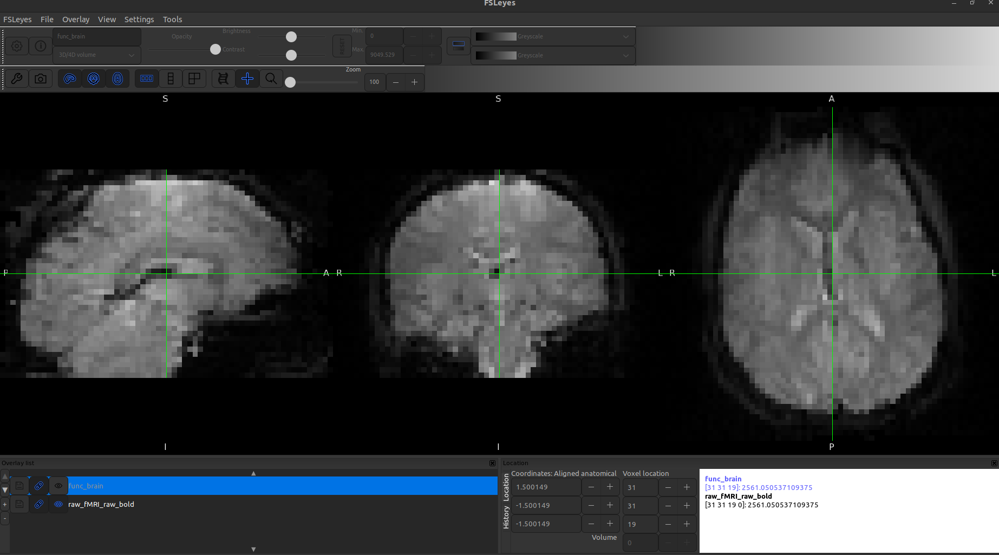 FSLeyes
FSLeyes File Overlay View Settings Tools
func_brain
3D/4D volume
Opacity
Brightness
Contrast
RESET
Min. 0
Max. 9049.529
Greyscale
Greyscale
Zoom
100
S S A
P A R L R L
I I P
Overlay list
func_brain
raw_fMRI_raw_bold
Location
Location
History
Coordinates: Aligned anatomical Voxel location
1.500149 31
-1.500149 31
-1.500149 19
Volume 0
func_brain
[31 31 19]: 2561.050537109375
raw_fMRI_raw_bold
[31 31 19 0]: 2561.050537109375